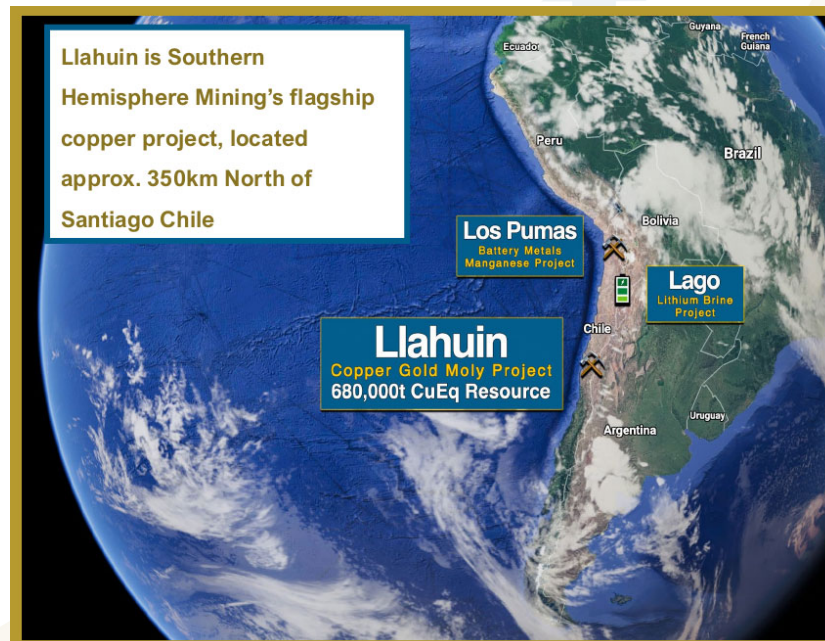 Llahuin is Southern
Hemisphere Mining's flagship
copper project, located
approx. 350km North of
Santiago Chile
Guyana
French
Guiana
Ecuador
Peru
Brazil
Bolivia
Los Pumas
Battery Metals
Manganese Project
Lago
Lithium Brine
Project
Chile
Llahuin
Copper Gold Moly Project
680,000t CuEq Resource
Uruguay
Argentina